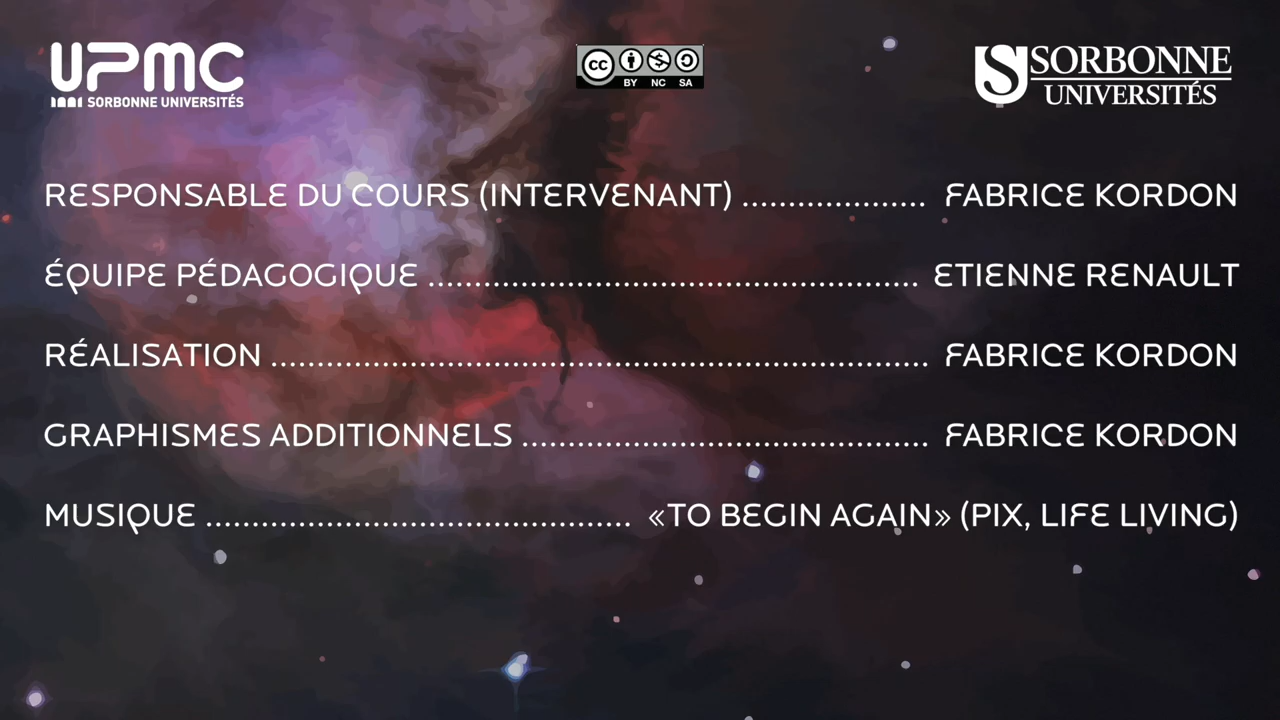 UPMC
SORBONNE UNIVERSITÉS
cc BY NC SA
SORBONNE
UNIVERSITÉS
RESPONSABLE DU COURS (INTERVENANT) .................... FABRICE KORDON
ÉQUIPE PÉDAGOGIQUE ..................................................... ETIENNE RENAULT
RÉALISATION ....................................................................... FABRICE KORDON
GRAPHISMES ADDITIONNELS ............................................ FABRICE KORDON
MUSIQUE .............................................. «TO BEGIN AGAIN» (PIX, LIFE LIVING)